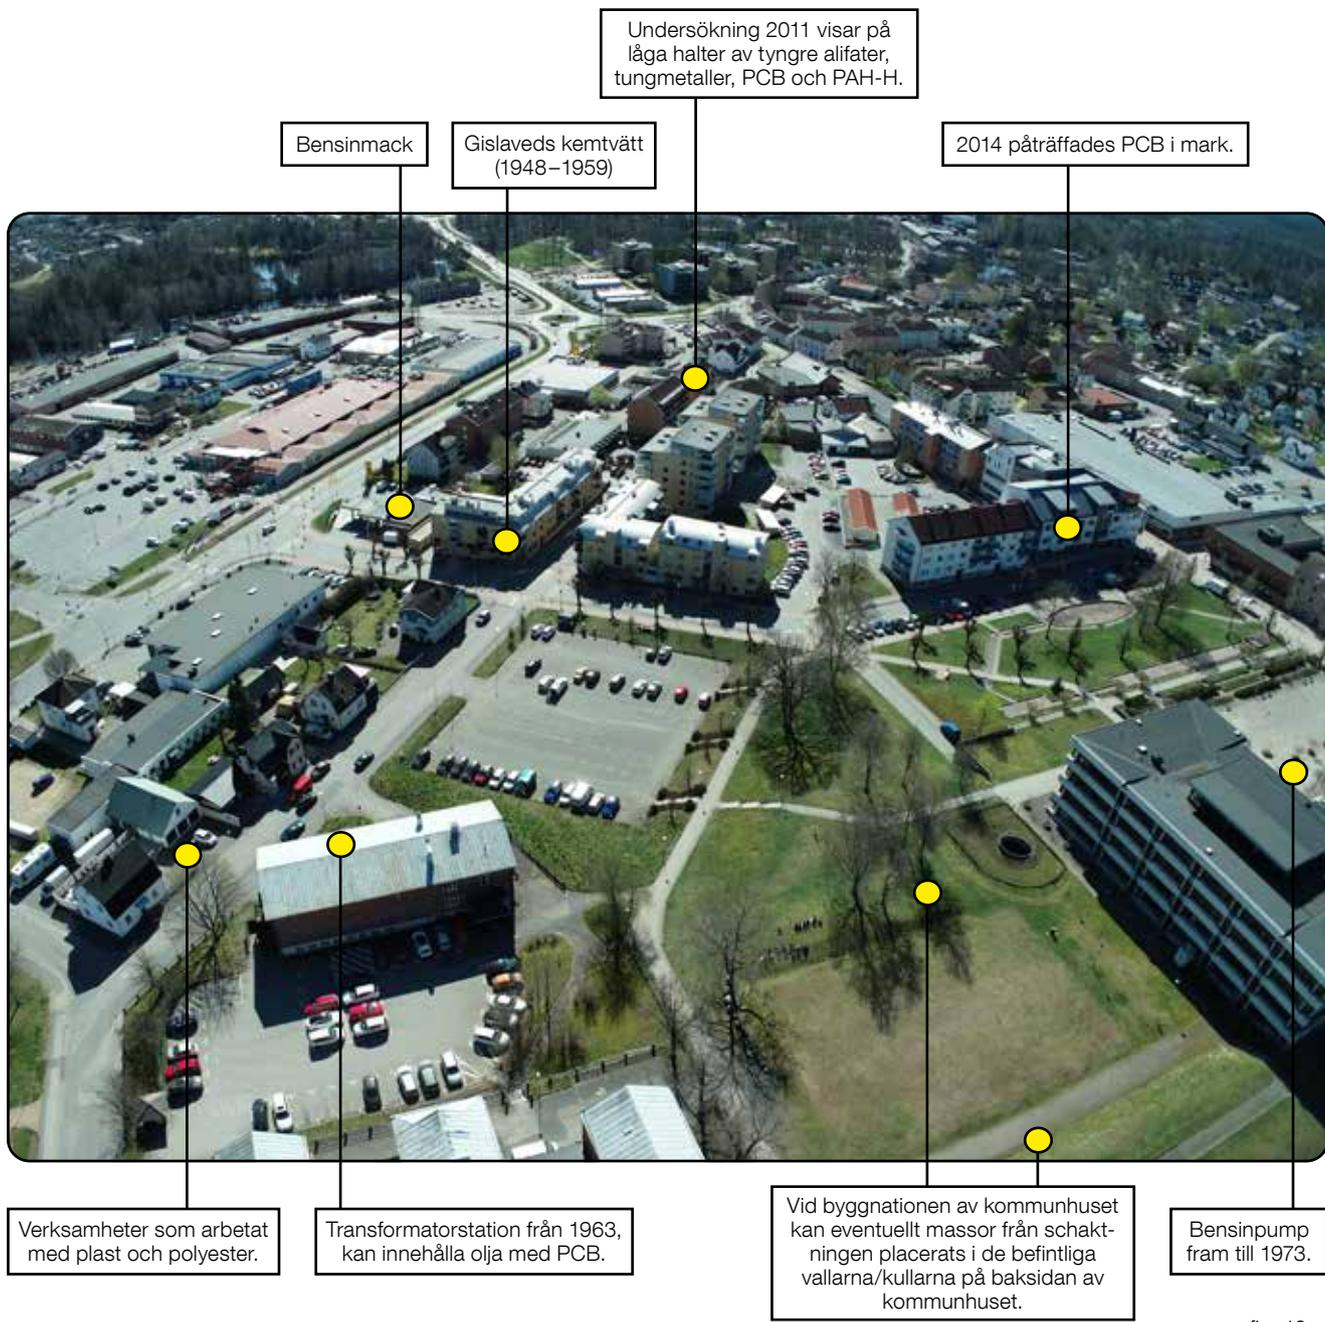 Undersökning 2011 visar på
låga halter av tyngre alifater,
tungmetaller, PCB och PAH-H.
Bensinmack
Gislaveds kemtvätt
(1948–1959)
2014 påträffades PCB i mark.
Verksamheter som arbetat
med plast och polyester.
Transformatorstation från 1963,
kan innehålla olja med PCB.
Vid byggnationen av kommunhuset
kan eventuellt massor från schakt-
ningen placerats i de befintliga
vallarna/kullarna på baksidan av
kommunhuset.
Bensinpump
fram till 1973.